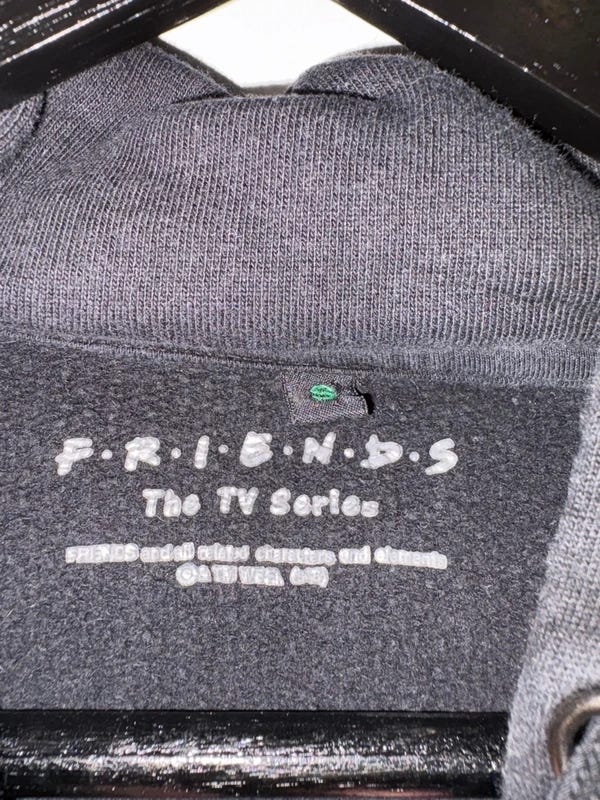 F·R·I·E·N·D·S
The TV Series
FRIENDS and all related characters and elements